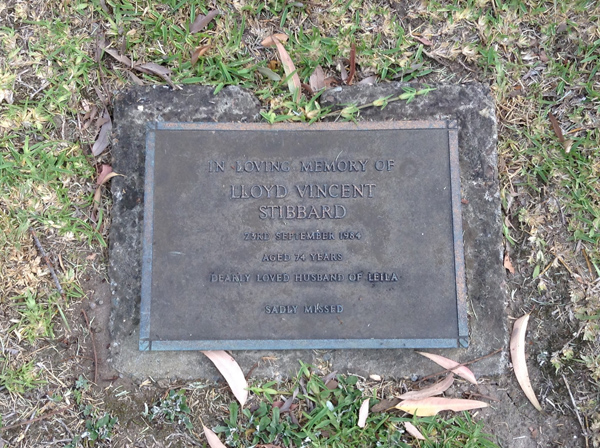 IN LOVING MEMORY OF
LLOYD VINCENT
STIBBARD
23RD SEPTEMBER 1984
AGED 74 YEARS
DEARLY LOVED HUSBAND OF LEILA
SADLY MISSED